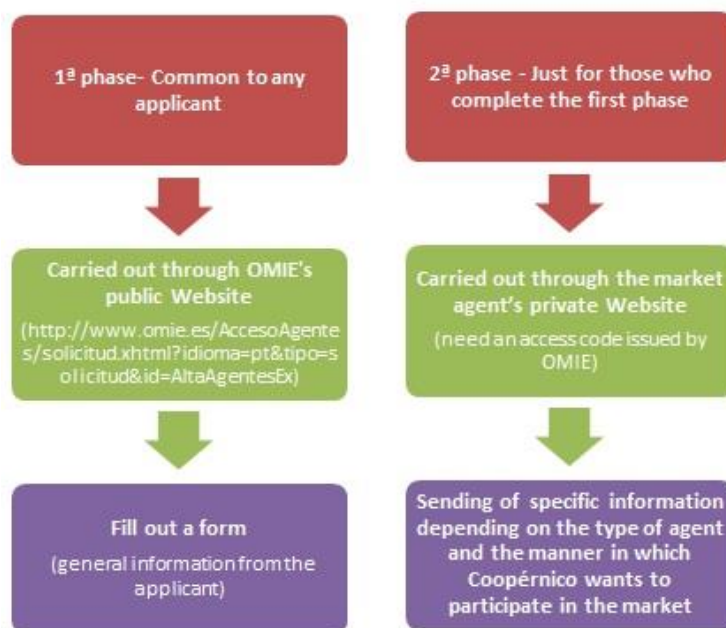 1ª phase- Common to any
applicant
Carried out through OMIE's
public Website
(http://www.omie.es/AccesoAgente
s/solicitud.xhtml?idioma=pt&tipo=s
olicitud&id=AltaAgentesEx)
Fill out a form
(general information from the
applicant)
2ª phase - Just for those who
complete the first phase
Carried out through the market
agent's private Website
(need an access code issued by
OMIE)
Sending of specific information
depending on the type of agent
and the manner in which
Coopérnico wants to
participate in the market